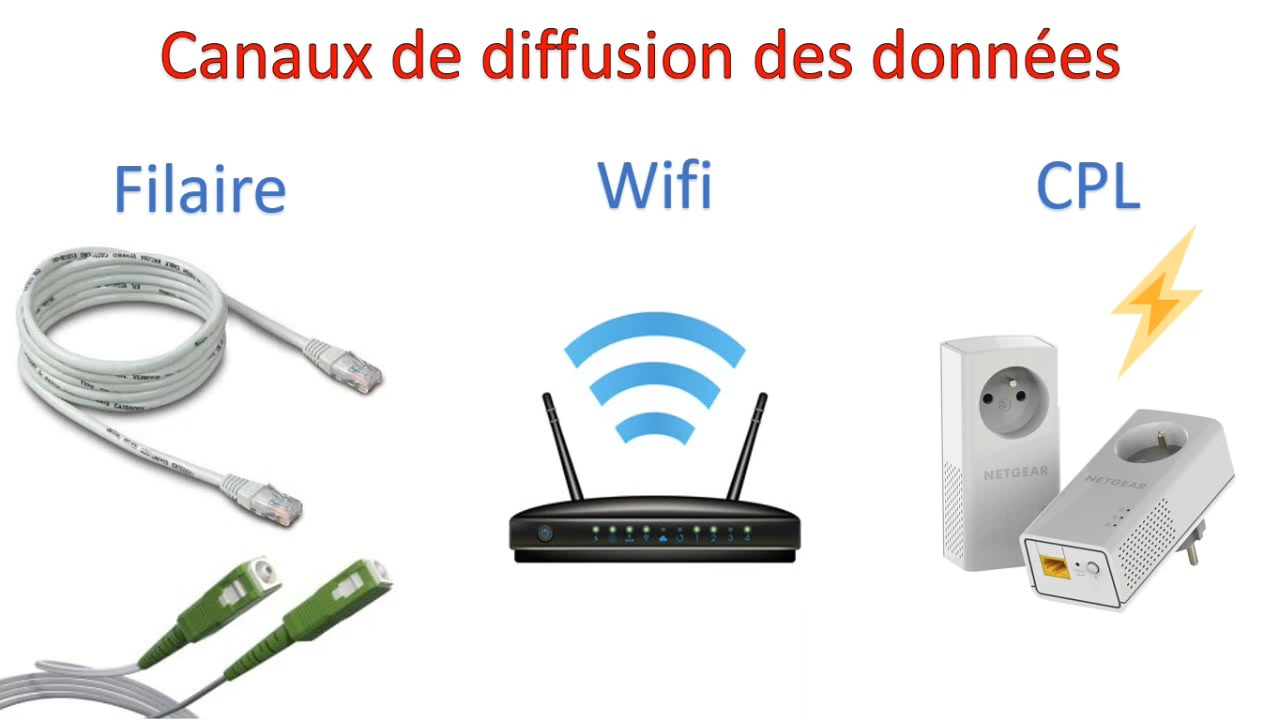 Canaux de diffusion des données
Filaire
Wifi
CPL
NETGEAR
NETGEAR